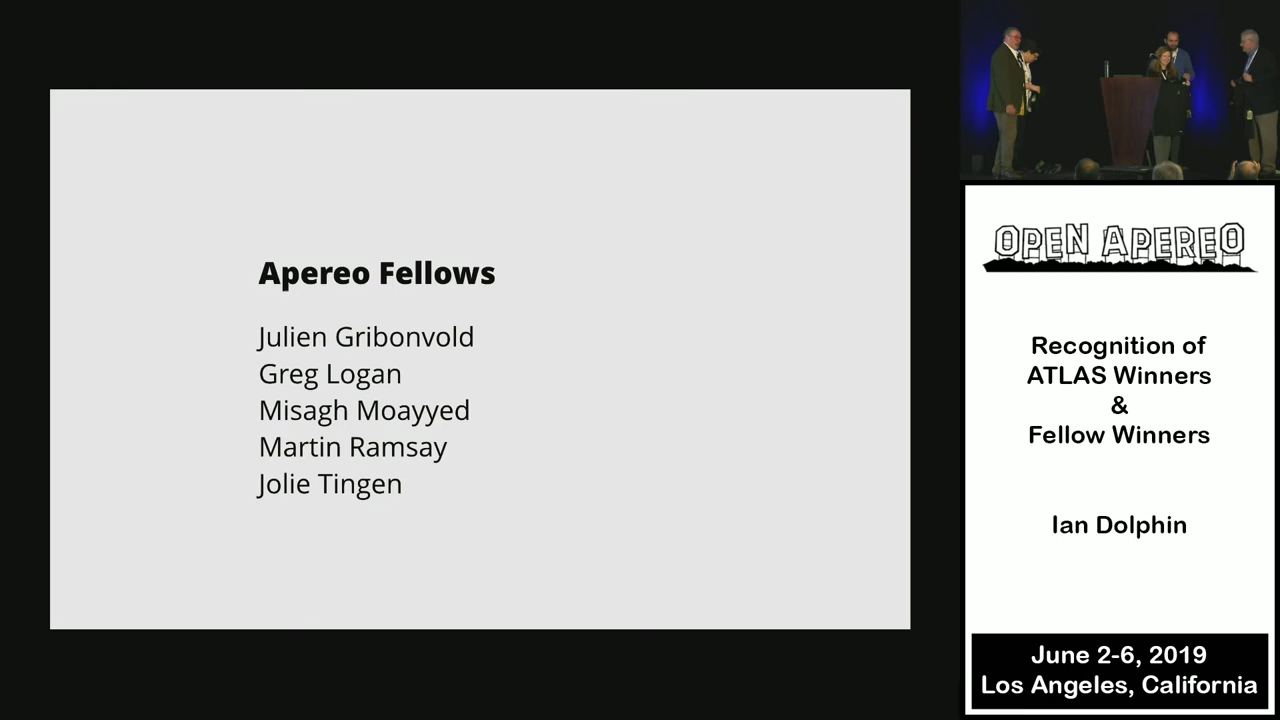 Apereo Fellows
Julien Gribonvold
Greg Logan
Misagh Moayyed
Martin Ramsay
Jolie Tingen
OPEN APEREO
Recognition of
ATLAS Winners
&
Fellow Winners
Ian Dolphin
June 2-6, 2019
Los Angeles, California